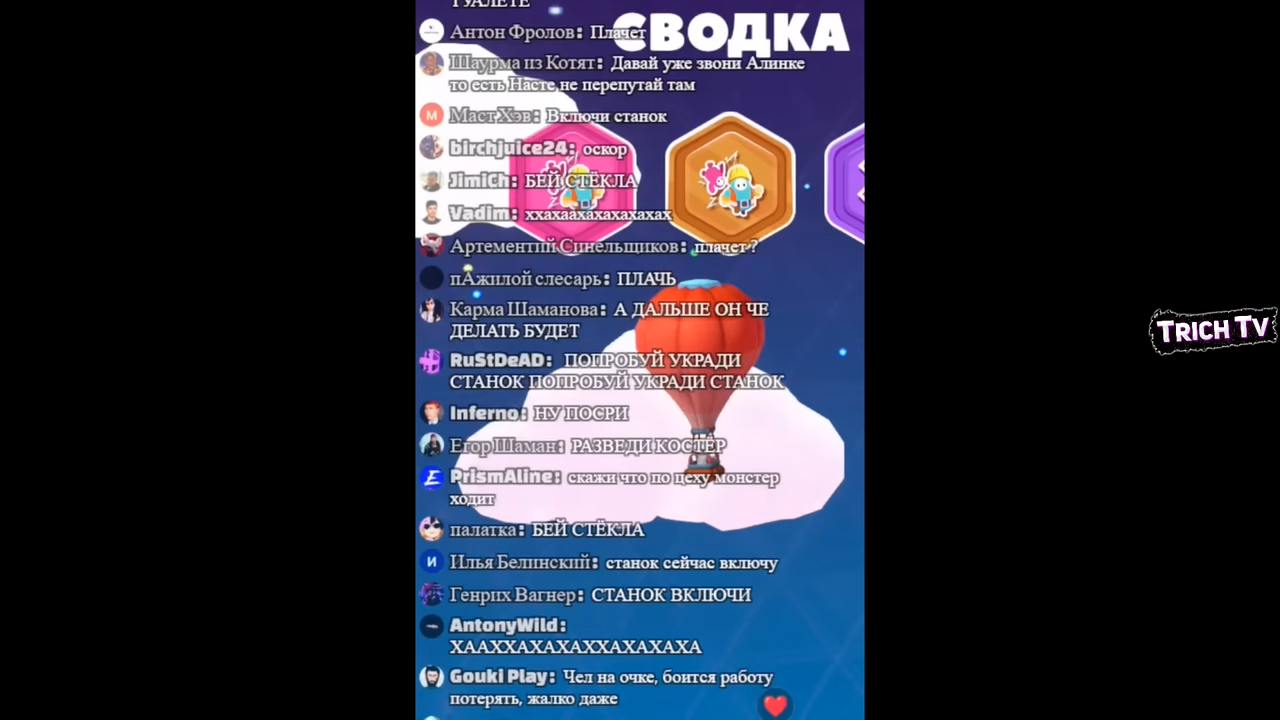 ТУАЛЕТЕ
СВОДКА
Антон Фролов: Плачет
Шаурма из Котят: Давай уже звони Алинке
то есть Насте не перепутай там
М Маст Хэв: Включи станок
birchjuice24: оскор
JimiCh: БЕЙ СТЁКЛА
Vadim: ххахаахахахахахах
Артементий Синельщиков: плачет ?
пАжилой слесарь: ПЛАЧЬ
Карма Шаманова: А ДАЛЬШЕ ОН ЧЕ
ДЕЛАТЬ БУДЕТ
RuStDeAD: ПОПРОБУЙ УКРАДИ
СТАНОК ПОПРОБУЙ УКРАДИ СТАНОК
Inferno: НУ ПОСРИ
Егор Шаман: РАЗВЕДИ КОСТЁР
PrismAline: скажи что по цеху монстер
ходит
палатка: БЕЙ СТЁКЛА
И Илья Белинский: станок сейчас включу
Генрих Вагнер: СТАНОК ВКЛЮЧИ
AntonyWild:
ХААХХАХАХАХХАХАХАХА
Gouki Play: Чел на очке, боится работу
потерять, жалко даже
TRICH TV